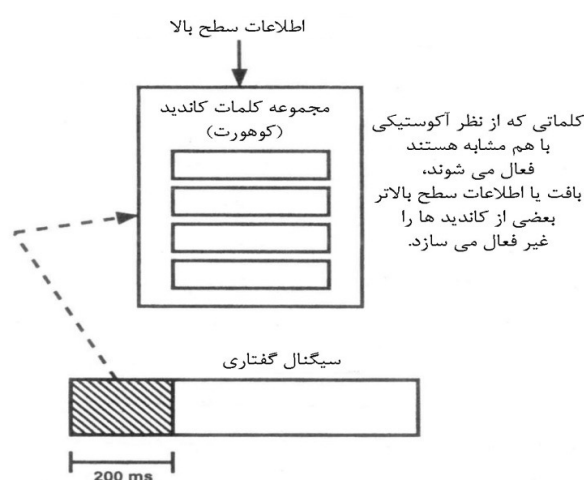 اطلاعات سطح بالا
مجموعه کلمات کاندید
(کوهورت)
کلماتی که از نظر آکوستیکی
با هم مشابه هستند
فعال می شوند،
بافت یا اطلاعات سطح بالاتر
بعضی از کاندید ها را
غیر فعال می سازد.
سیگنال گفتاری
200 ms